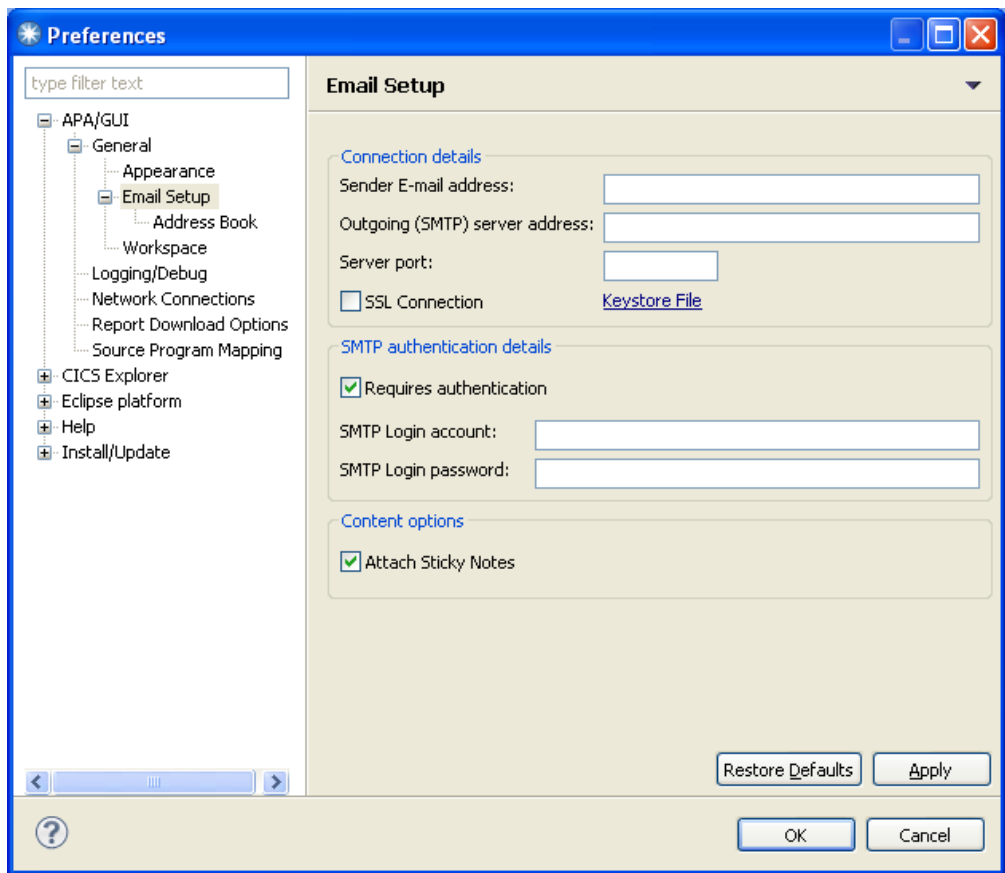 Preferences
type filter text
APA/GUI
General
Appearance
Email Setup
Address Book
Workspace
Logging/Debug
Network Connections
Report Download Options
Source Program Mapping
CICS Explorer
Eclipse platform
Help
Install/Update
Email Setup
Connection details
Sender E-mail address:
Outgoing (SMTP) server address:
Server port:
SSL Connection Keystore File
SMTP authentication details
Requires authentication
SMTP Login account:
SMTP Login password:
Content options
Attach Sticky Notes
Restore Defaults Apply
? OK Cancel